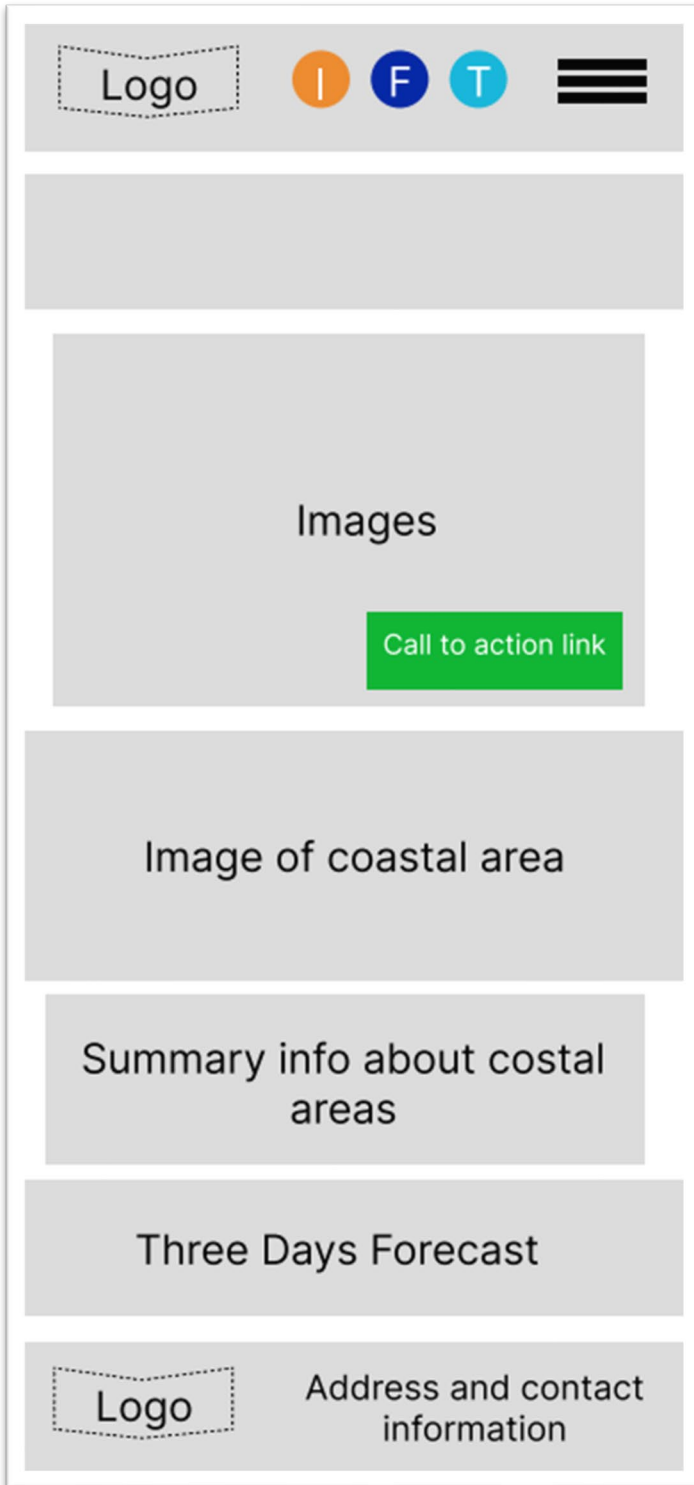 Logo I F T
Images
Call to action link
Image of coastal area
Summary info about costal
areas
Three Days Forecast
Logo
Address and contact
information